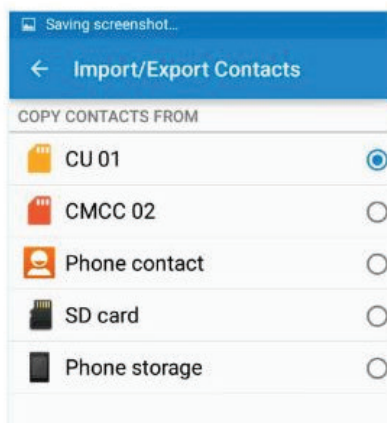 Saving screenshot...
Import/Export Contacts
COPY CONTACTS FROM
CU 01
CMCC 02
Phone contact
SD card
Phone storage